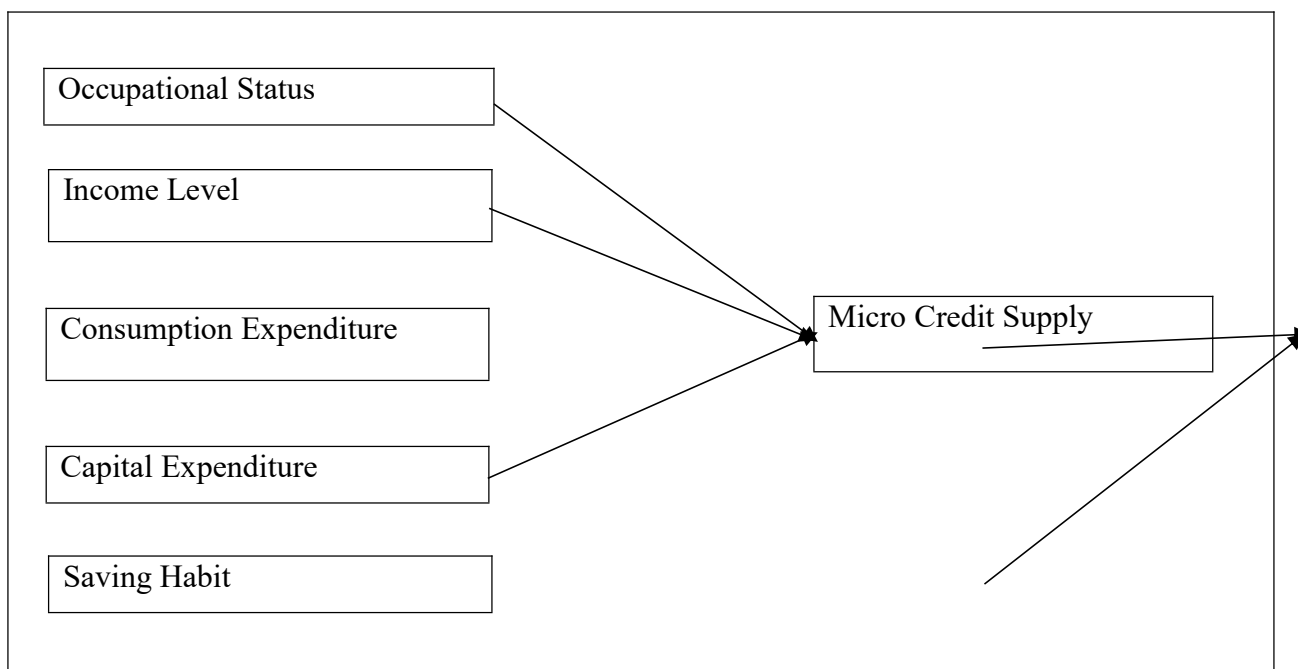 Occupational Status
Income Level
Consumption Expenditure
Micro Credit Supply
Capital Expenditure
Saving Habit